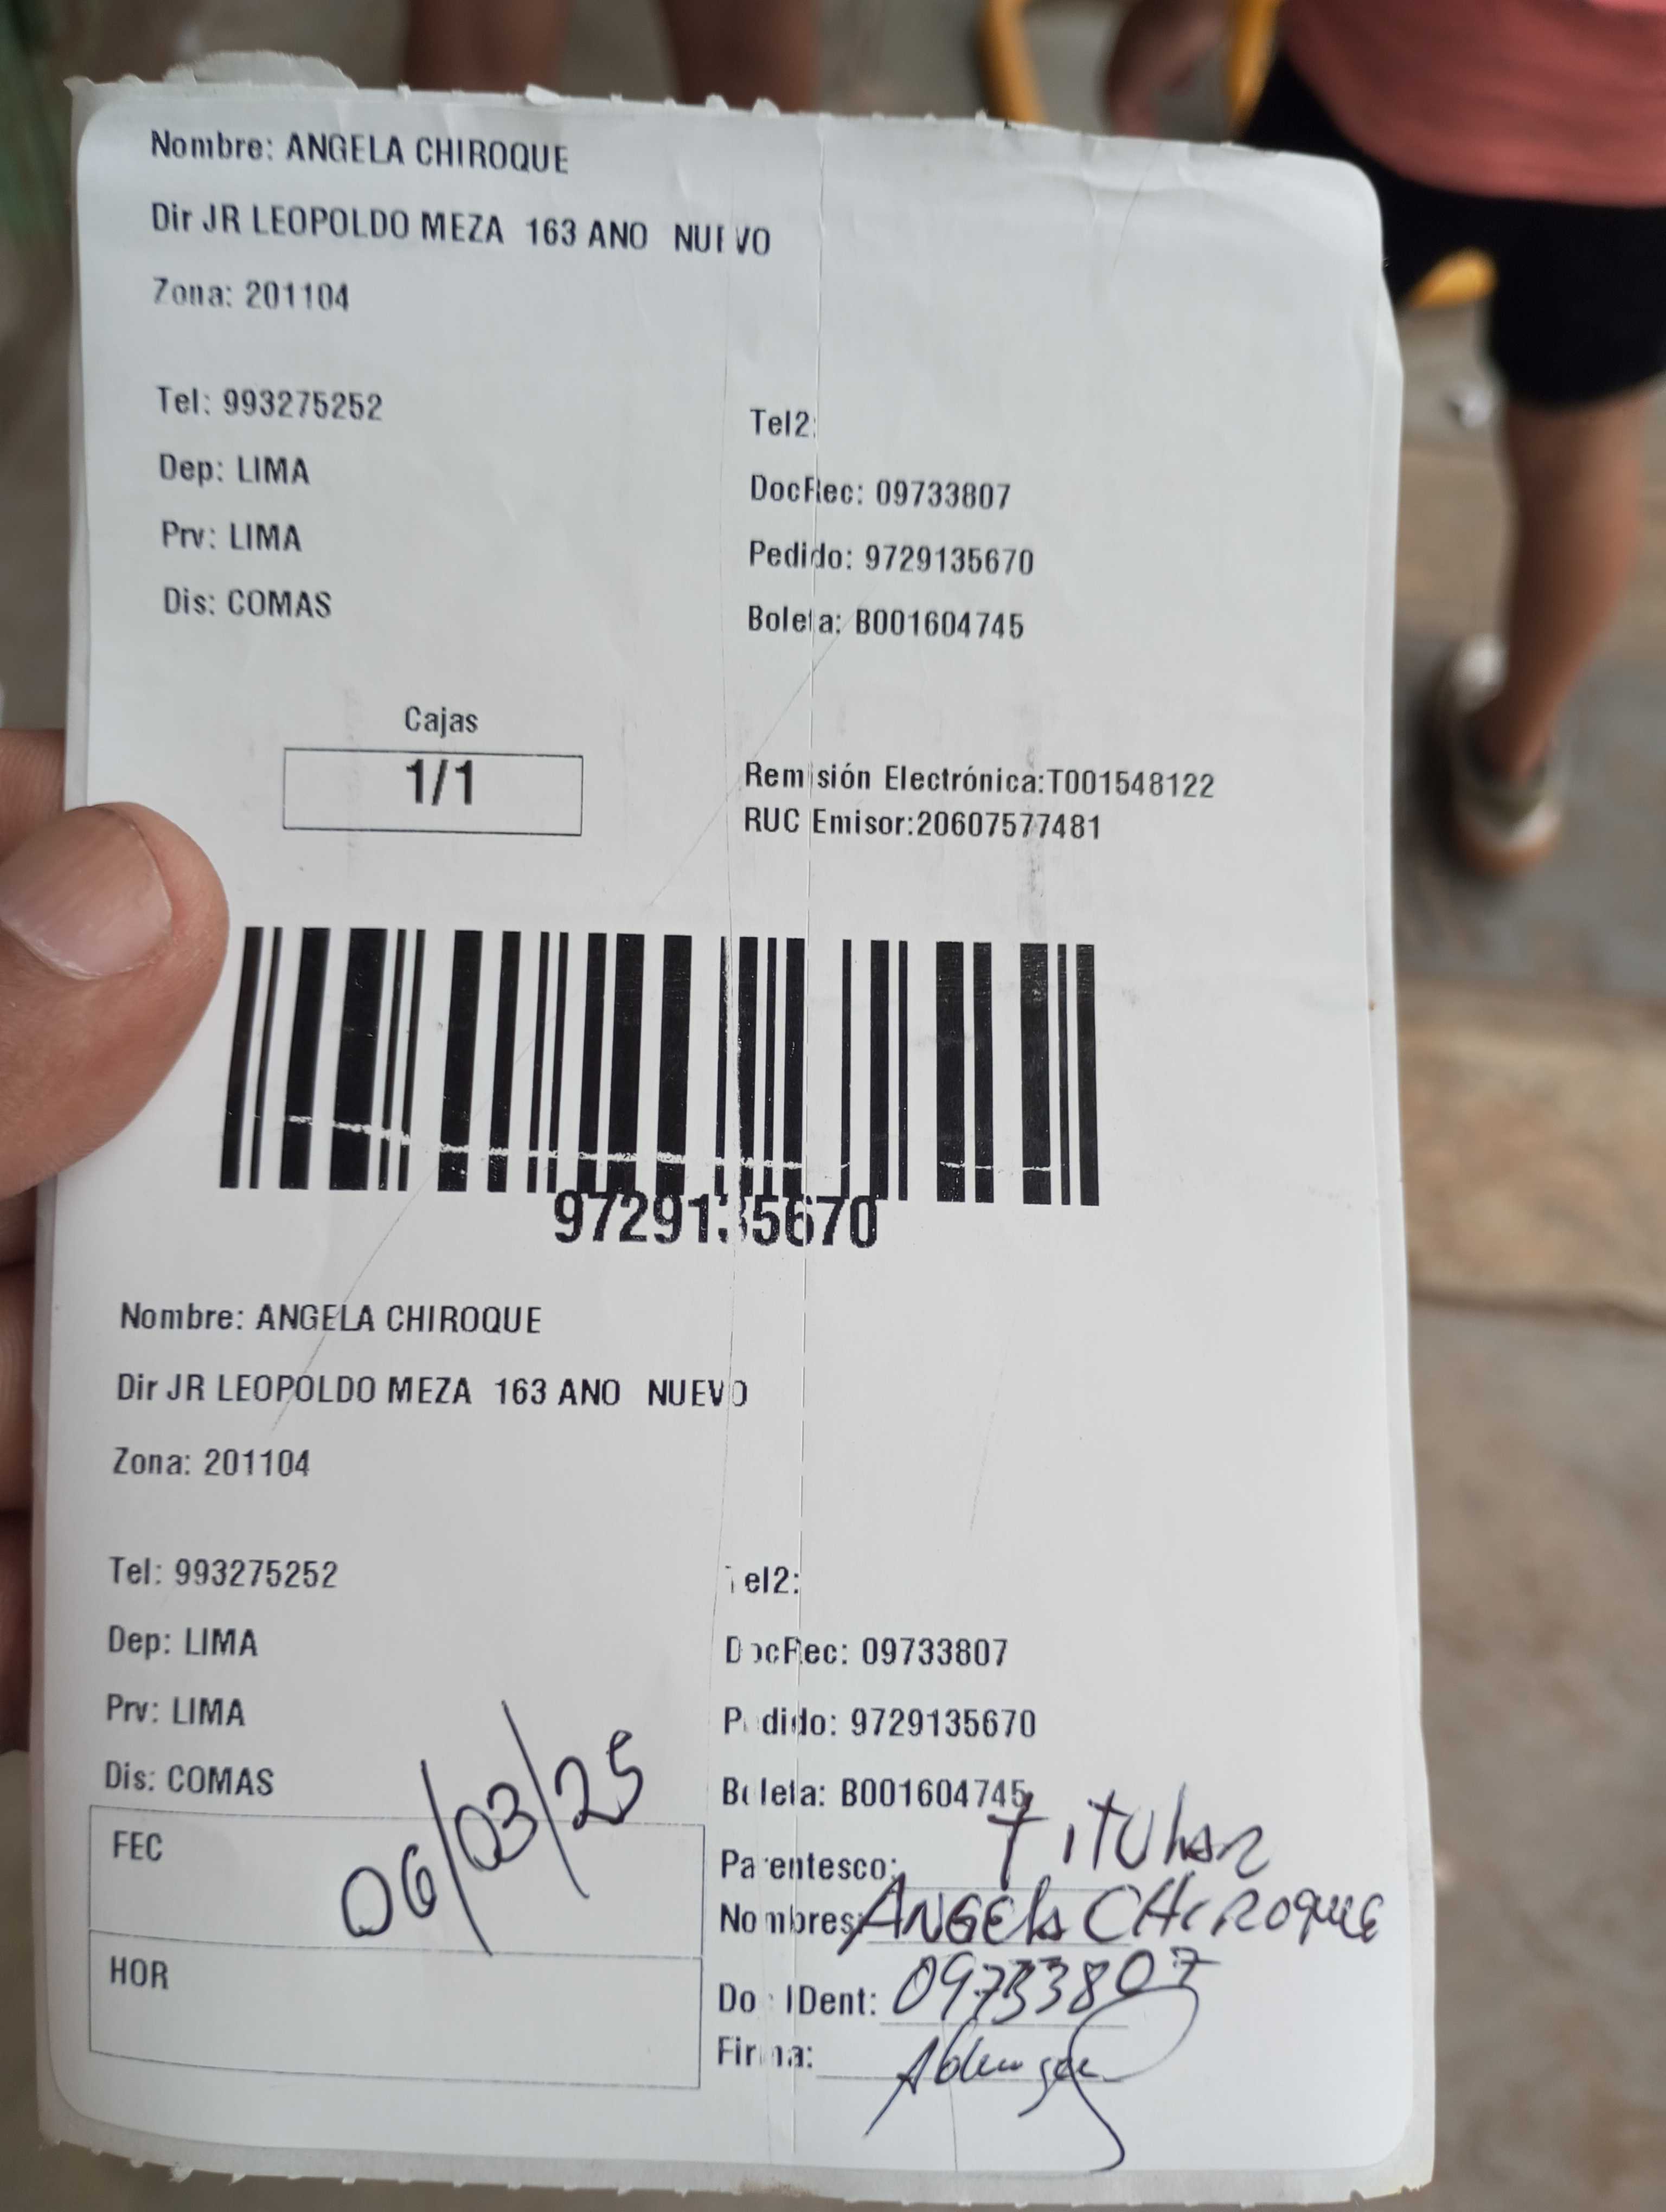 Nombre: ANGELA CHIROQUE
Dir JR LEOPOLDO MEZA 163 ANO NUEVO
Zona: 201104
Tel: 993275252
Tel2:
Dep: LIMA
DocRec: 09733807
Prv: LIMA
Pedido: 9729135670
Dis: COMAS
Boleta: B001604745
Cajas
1/1
Remisión Electrónica:T001548122
RUC Emisor:20607577481
9729135670
Nombre: ANGELA CHIROQUE
Dir JR LEOPOLDO MEZA 163 ANO NUEVO
Zona: 201104
Tel: 993275252
Tel2:
Dep: LIMA
DocRec: 09733807
Prv: LIMA
Pedido: 9729135670
Dis: COMAS
Boleta: B001604745
FEC 06/03/25
Parentesco: Titular
Nombres: ANGELA CHIROQUE
HOR
Doc IDent: 09733807
Firma: